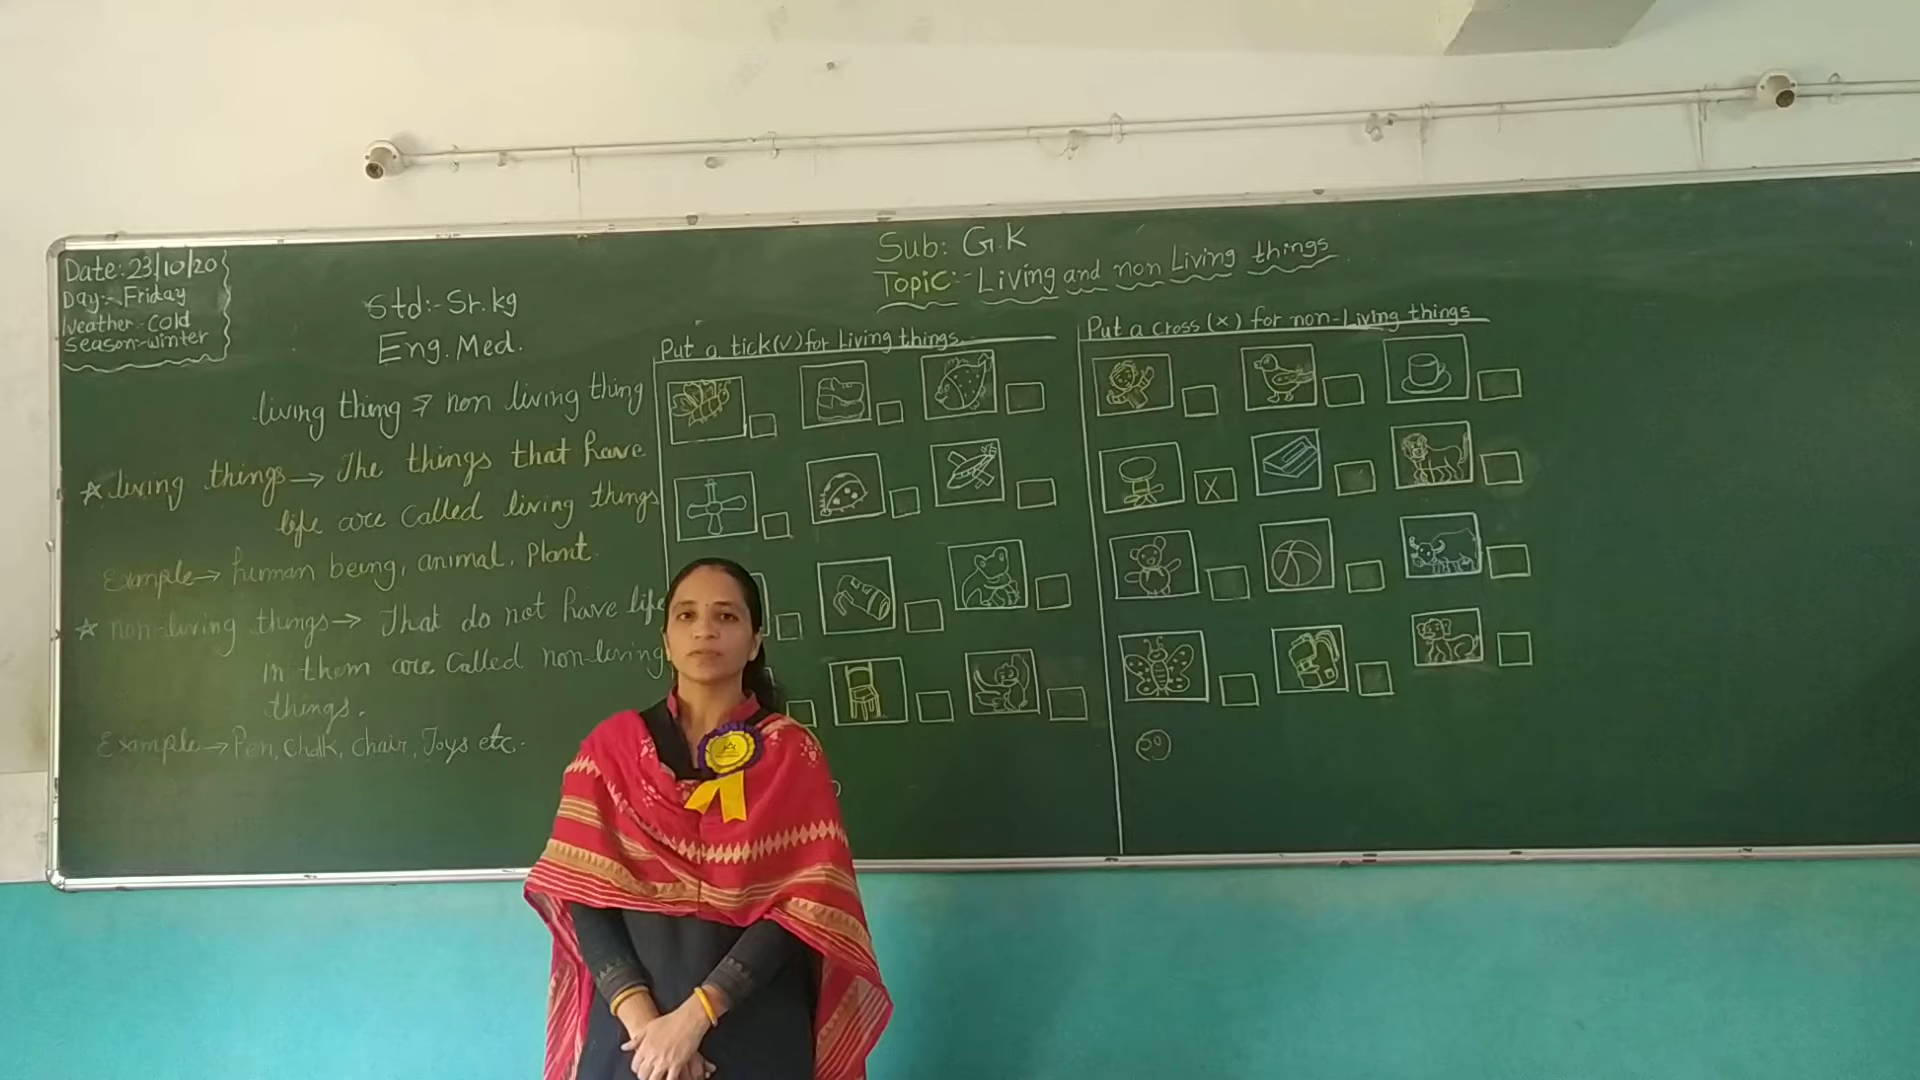 Date:23/10/20
Day:-Friday
Weather:-Cold
Season:-winter
Std:-Sr.kg
Eng.Med.
Sub: G.K
Topic:-Living and non Living things
living thing & non living thing
living things → The things that have
life are called living things
Example → human being, animal, Plant.
non-living things → That do not have life
in them are called non-living
things.
Example → Pen, Chalk, Chair, Toys etc.
Put a tick(√) for Living things
Put a cross (x) for non-Living things
X